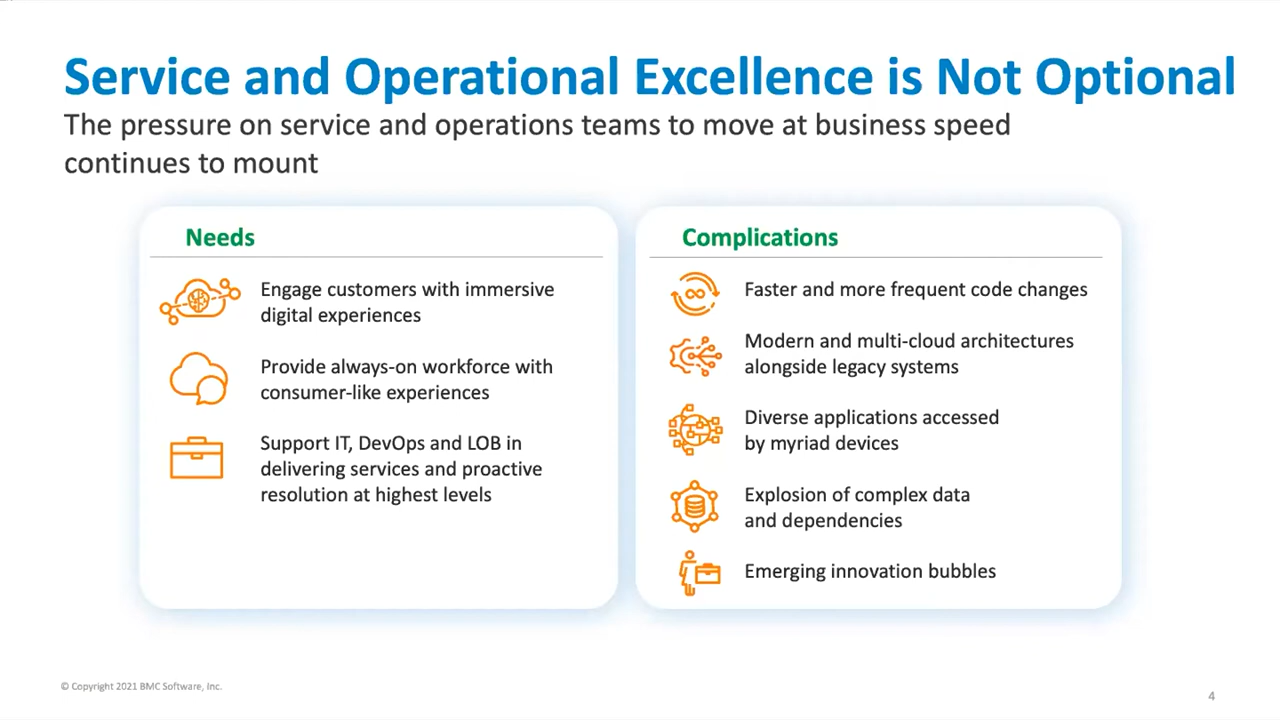 Service and Operational Excellence is Not Optional
The pressure on service and operations teams to move at business speed
continues to mount
Needs
Engage customers with immersive
digital experiences
Provide always-on workforce with
consumer-like experiences
Support IT, DevOps and LOB in
delivering services and proactive
resolution at highest levels
Complications
Faster and more frequent code changes
Modern and multi-cloud architectures
alongside legacy systems
Diverse applications accessed
by myriad devices
Explosion of complex data
and dependencies
Emerging innovation bubbles
© Copyright 2021 BMC Software, Inc.
4